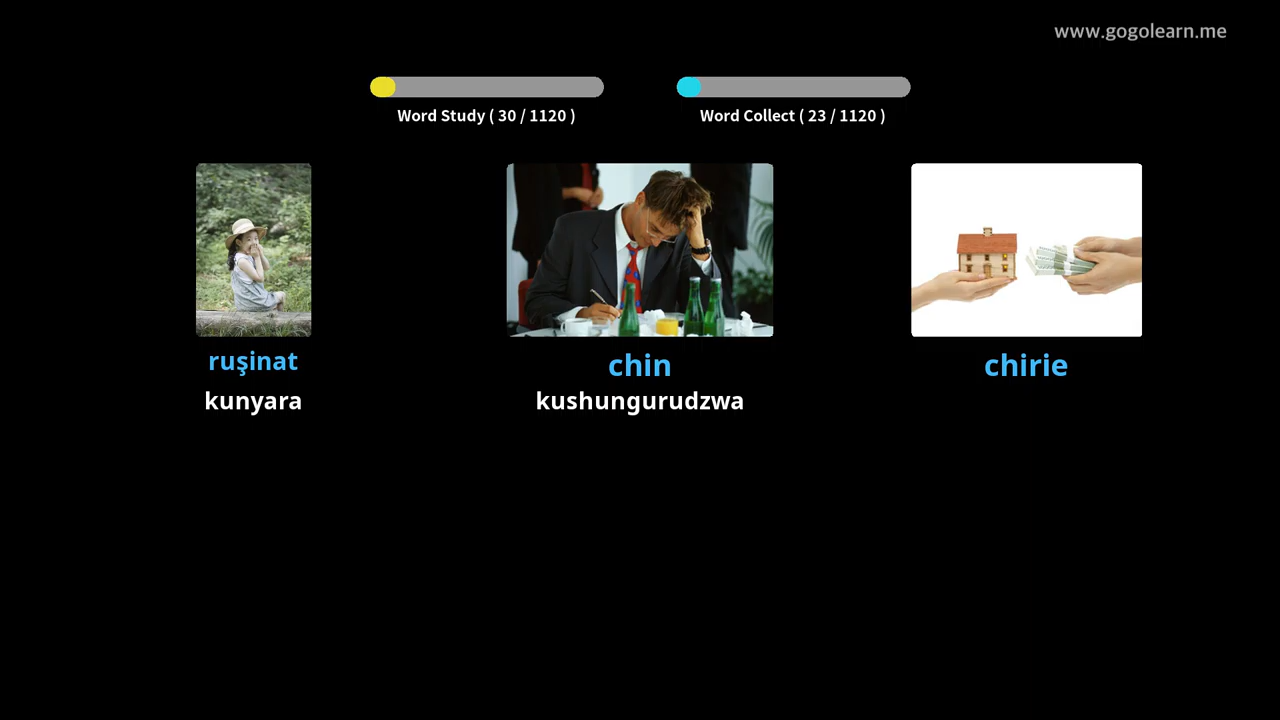 www.gogolearn.me
Word Study ( 30 / 1120 )
Word Collect ( 23 / 1120 )
ruşinat
kunyara
chin
kushungurudzwa
chirie